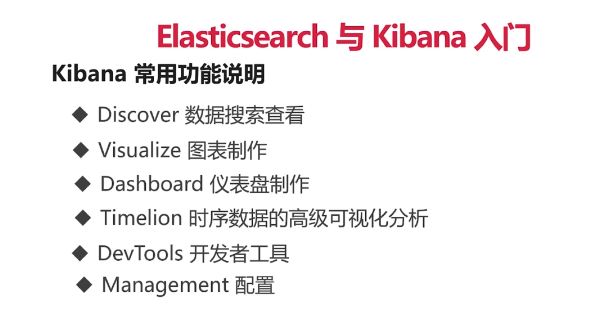 Elasticsearch 与 Kibana 入门
Kibana 常用功能说明
◆ Discover 数据搜索查看
◆ Visualize 图表制作
◆ Dashboard 仪表盘制作
◆ Timelion 时序数据的高级可视化分析
◆ DevTools 开发者工具
◆ Management 配置